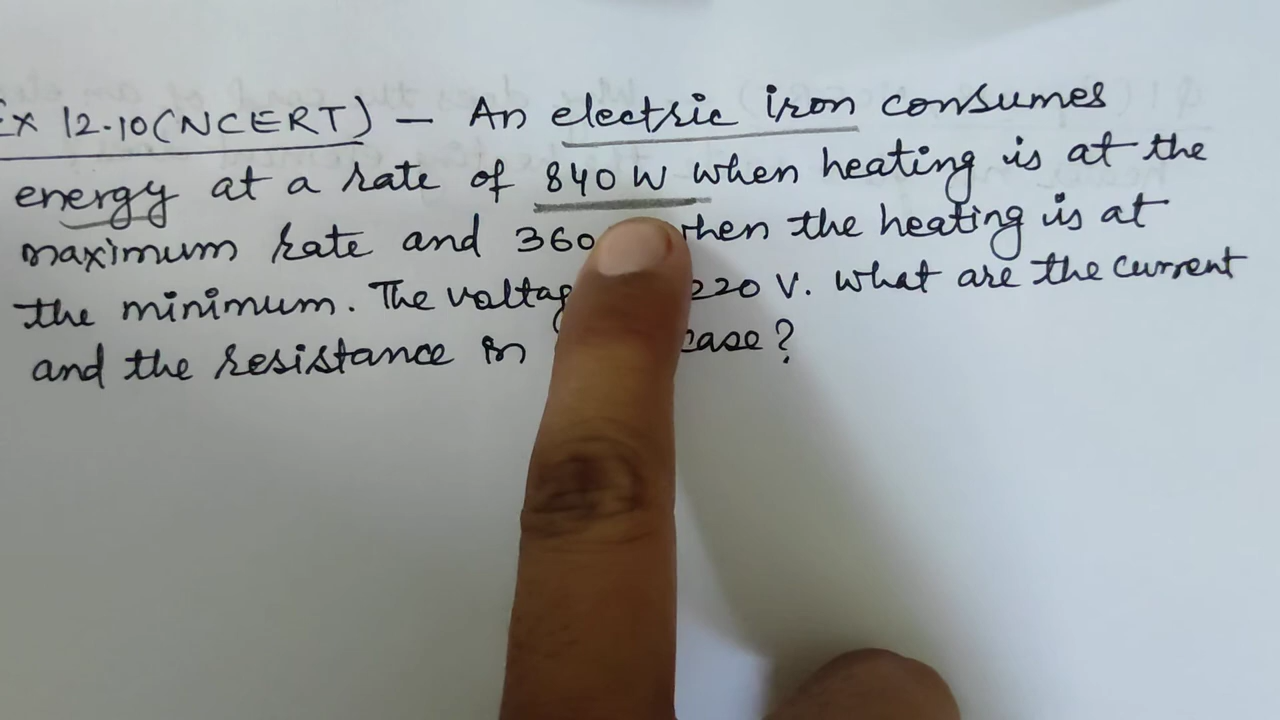 Ex 12.10 (NCERT) - An electric iron consumes
energy at a rate of 840 W when heating is at the
maximum rate and 360 when the heating is at
the minimum. The voltag 220 V. What are the current
and the resistance in case?